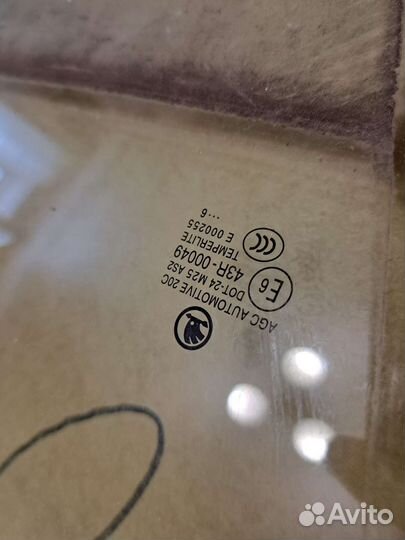 AGC AUTOMOTIVE 20C
DOT-24 M25 AS2
E6 43R-00049
TEMPERLITE
CCC E 000255
...6
Avito